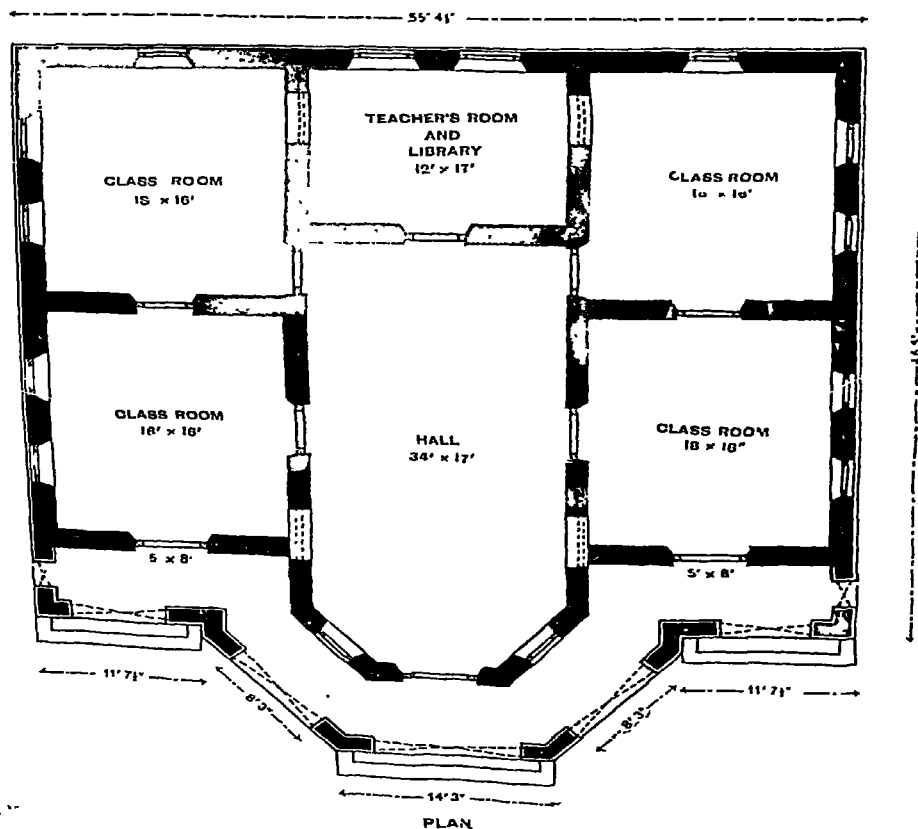 55' 4½"
TEACHER'S ROOM
AND
LIBRARY
12' × 17'
CLASS ROOM
16'
CLASS ROOM
CLASS ROOM
16' × 16'
HALL
34' × 17'
CLASS ROOM
5 × 8'
5' × 8'
11' 7½"
8' 3"
8' 3"
11' 7½"
14' 3"
PLAN